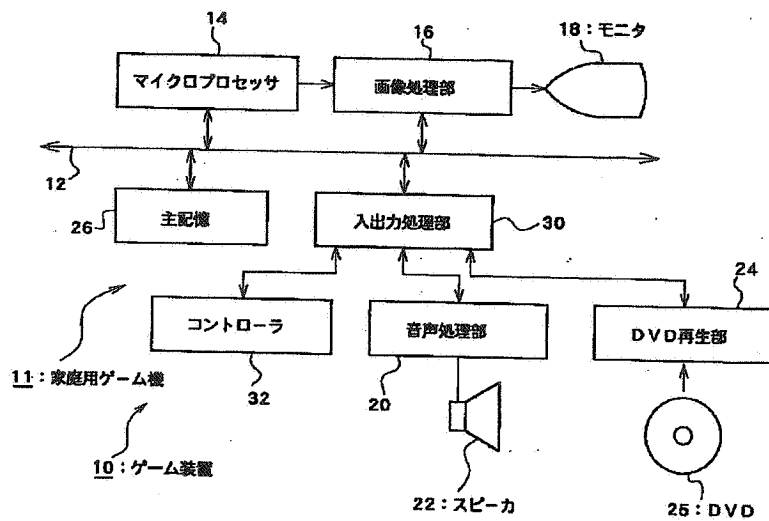 14
16
18：モニタ
マイクロプロセッサ
画像処理部
12
26
主記憶
入出力処理部
30
24
コントローラ
音声処理部
DVD再生部
11：家庭用ゲーム機
32
20
10：ゲーム装置
22：スピーカ
25：DVD